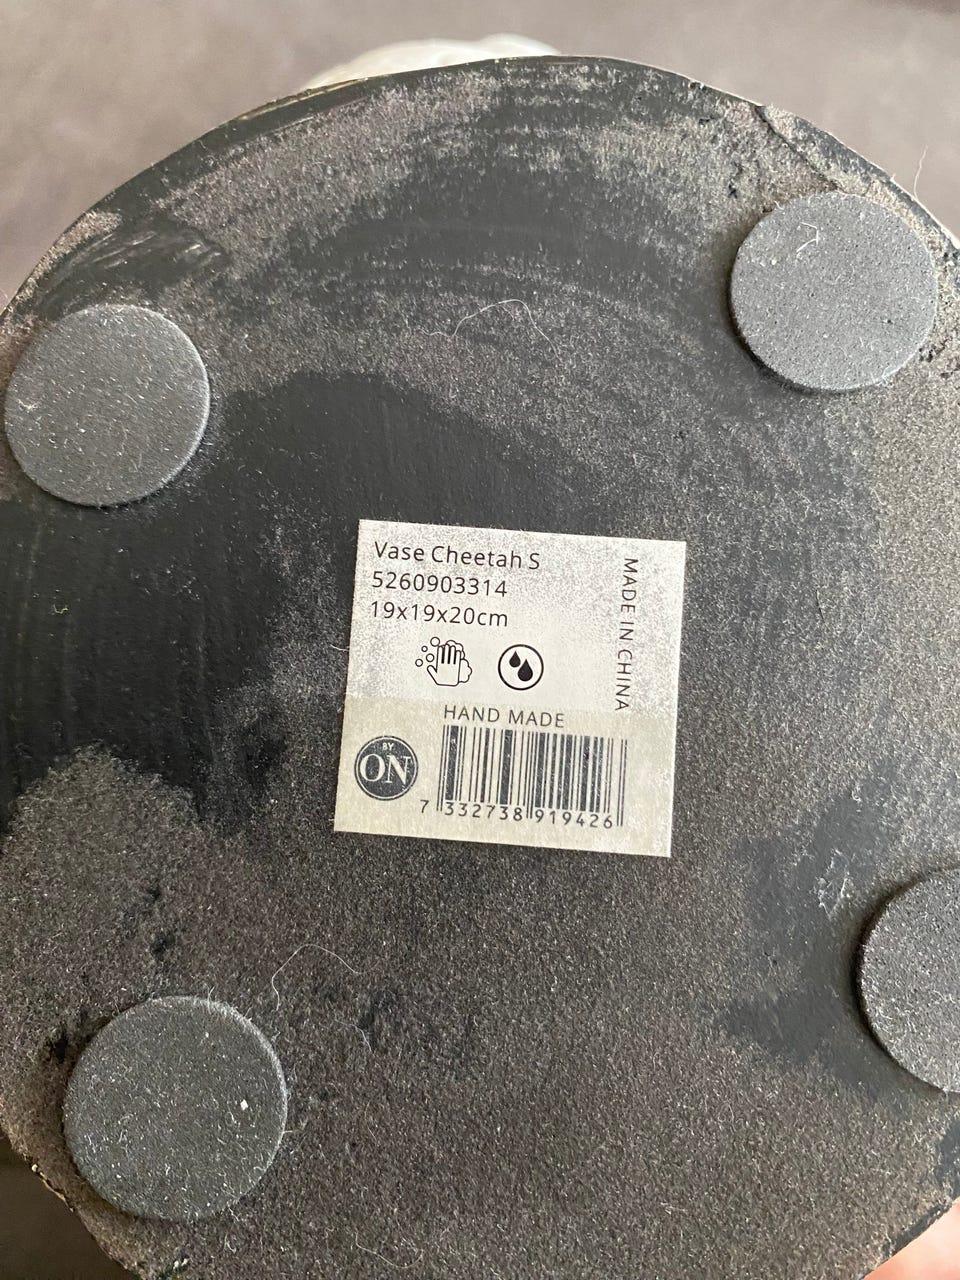 Vase Cheetah S
5260903314
19x19x20cm
MADE IN CHINA
HAND MADE
BY
ON
7 332738 919426